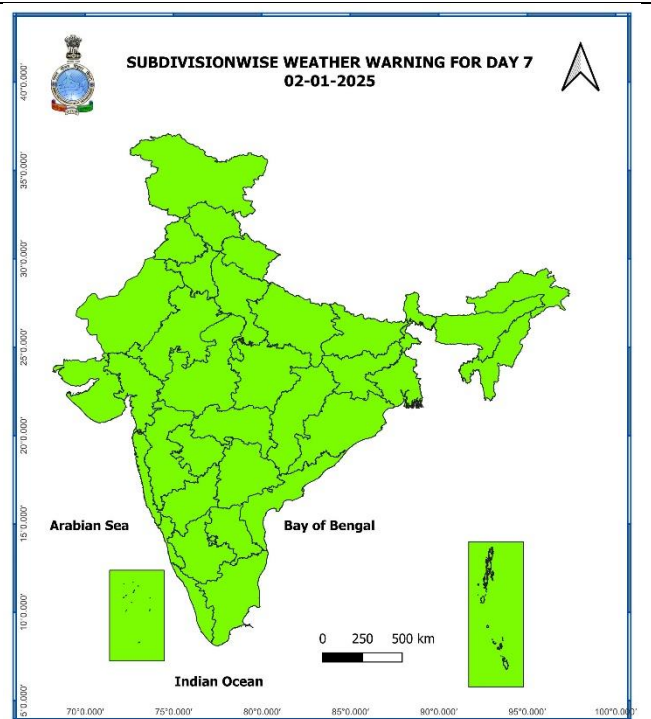 SUBDIVISIONWISE WEATHER WARNING FOR DAY 7
02-01-2025
40°0.000'
35°0.000'
30°0.000'
25°0.000'
20°0.000'
15°0.000'
10°0.000'
5°0.000'
Arabian Sea
Bay of Bengal
0 250 500 km
Indian Ocean
70°0.000' 75°0.000' 80°0.000' 85°0.000' 90°0.000' 95°0.000' 100°0.000'